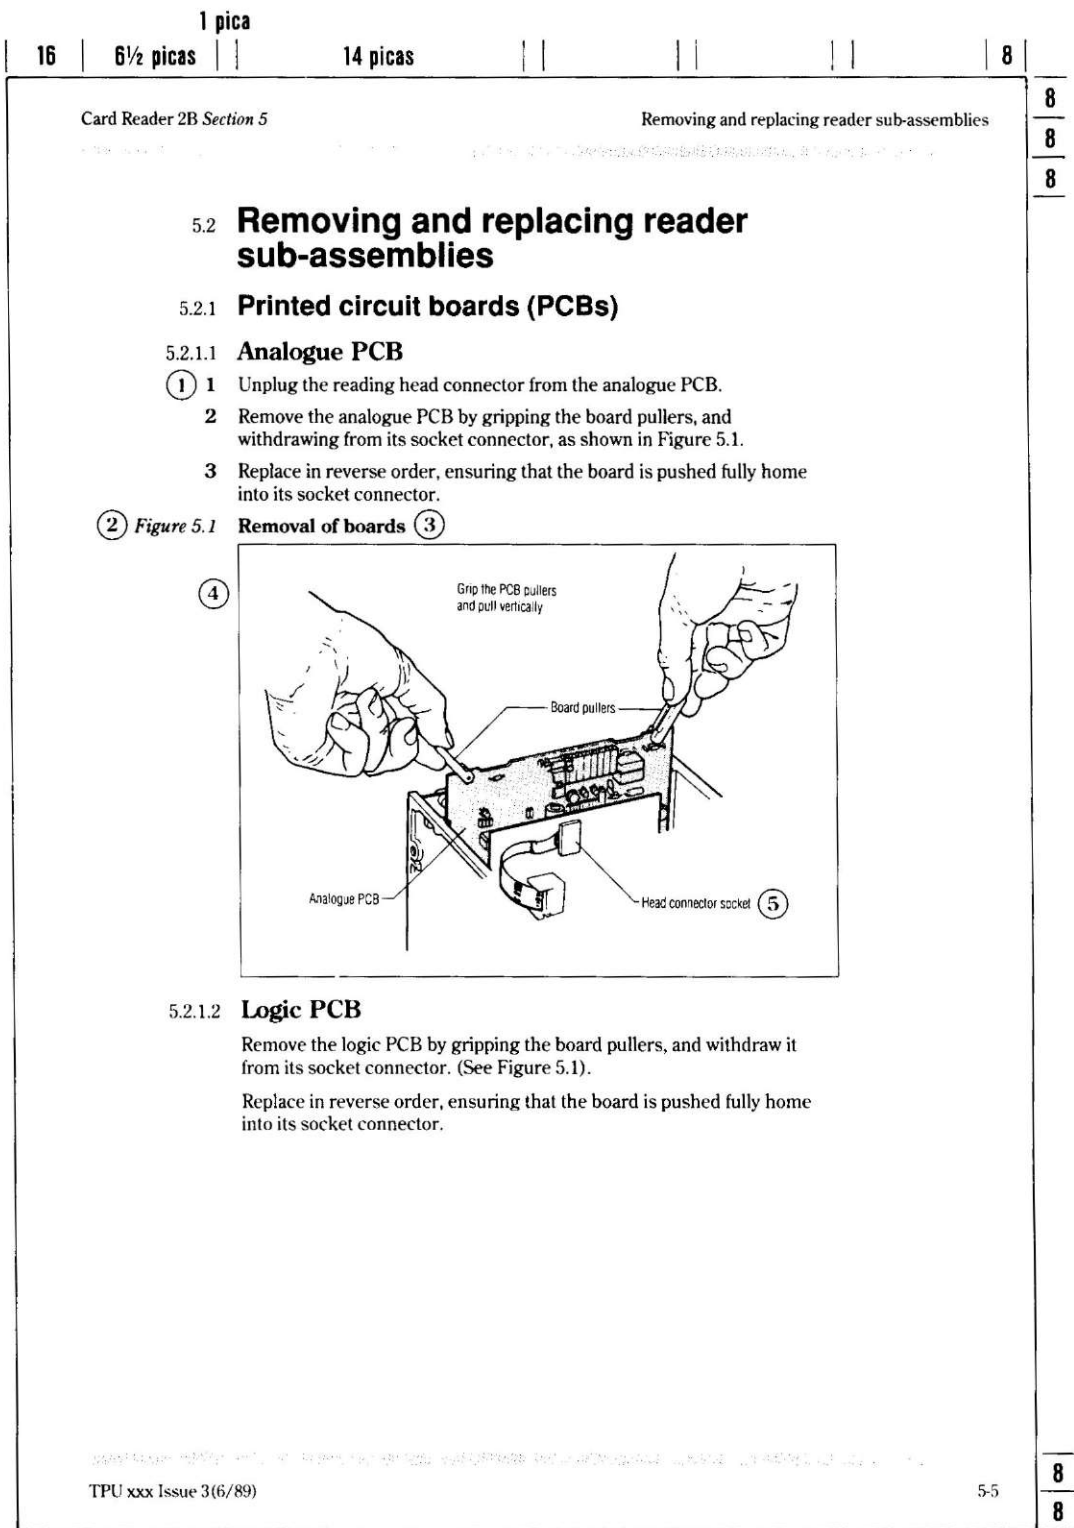 1 pica
16 6½ picas 14 picas 8
8
Card Reader 2B Section 5 Removing and replacing reader sub-assemblies
8
8
5.2 Removing and replacing reader
sub-assemblies
5.2.1 Printed circuit boards (PCBs)
5.2.1.1 Analogue PCB
1 1 Unplug the reading head connector from the analogue PCB.
2 Remove the analogue PCB by gripping the board pullers, and
withdrawing from its socket connector, as shown in Figure 5.1.
3 Replace in reverse order, ensuring that the board is pushed fully home
into its socket connector.
2 Figure 5.1 Removal of boards 3
4
Grip the PCB pullers
and pull vertically
Board pullers
Analogue PCB
Head connector socket 5
5.2.1.2 Logic PCB
Remove the logic PCB by gripping the board pullers, and withdraw it
from its socket connector. (See Figure 5.1).
Replace in reverse order, ensuring that the board is pushed fully home
into its socket connector.
8
TPU xxx Issue 3(6/89) 5-5
8